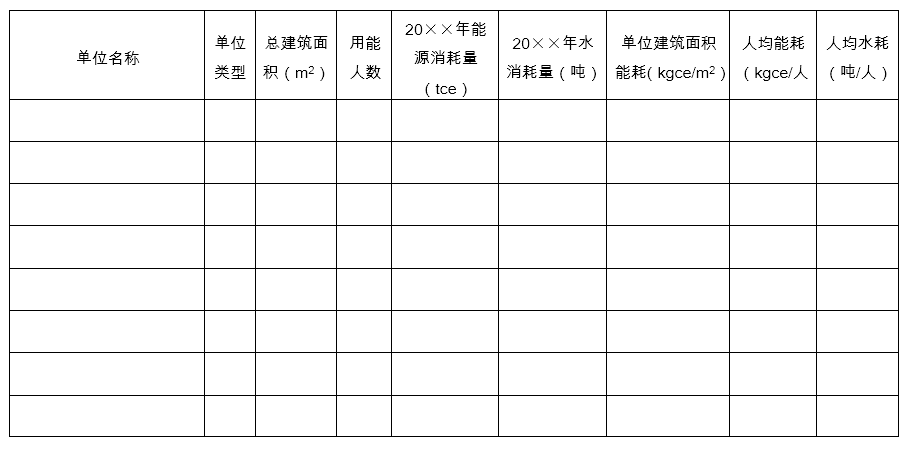 单位名称
单位
类型
总建筑面
积（m²）
用能
人数
20××年能
源消耗量
（tce）
20××年水
消耗量（吨）
单位建筑面积
能耗（kgce/m²）
人均能耗
（kgce/人
人均水耗
（吨/人）